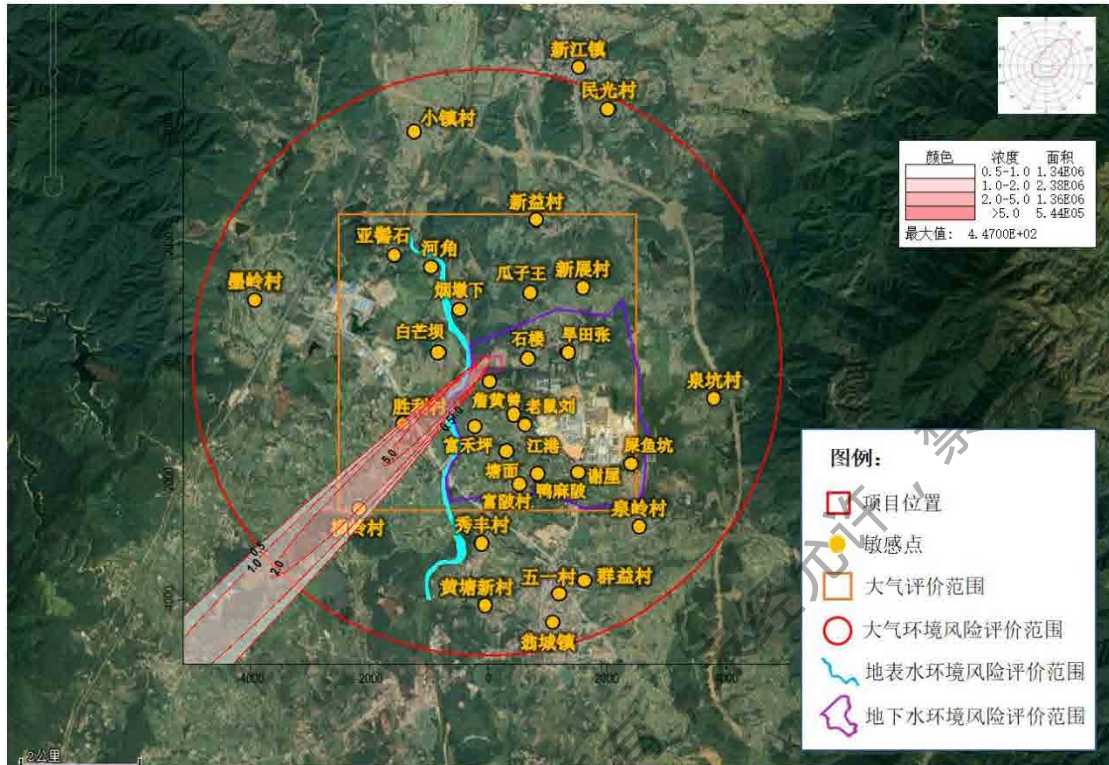 新江镇
民光村
小镇村
颜色 浓度 面积
0.5-1.0 1.34E06
1.0-2.0 2.38E06
2.0-5.0 1.36E06
>5.0 5.44E05
最大值: 4.4700E+02
新益村
亚髻石
河角
瓜子王
新展村
墨岭村
烟墩下
白芒坝
石楼
旱田张
泉坑村
胜利村
詹黄曾
老鼠刘
富禾坪
江港
屎鱼坑
塘面
谢屋
鸭麻陂
富陂村
泉岭村
秀丰村
五一村
群益村
黄塘新村
翁城镇
5.0
0.5
1.0
2.0
-4000
-2000
0
2000
4000
2公里
图例:
项目位置
敏感点
大气评价范围
大气环境风险评价范围
地表水环境风险评价范围
地下水环境风险评价范围